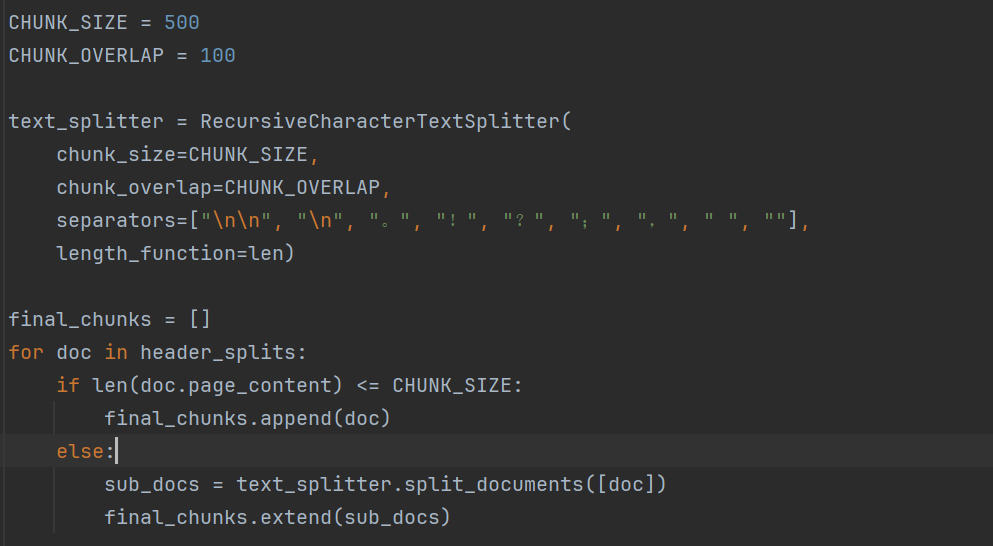 CHUNK_SIZE = 500
CHUNK_OVERLAP = 100
text_splitter = RecursiveCharacterTextSplitter(
    chunk_size=CHUNK_SIZE,
    chunk_overlap=CHUNK_OVERLAP,
    separators=["\n\n", "\n", "。", "！", "？", "；", "，", " ", ""],
    length_function=len)
final_chunks = []
for doc in header_splits:
    if len(doc.page_content) <= CHUNK_SIZE:
        final_chunks.append(doc)
    else:
        sub_docs = text_splitter.split_documents([doc])
        final_chunks.extend(sub_docs)